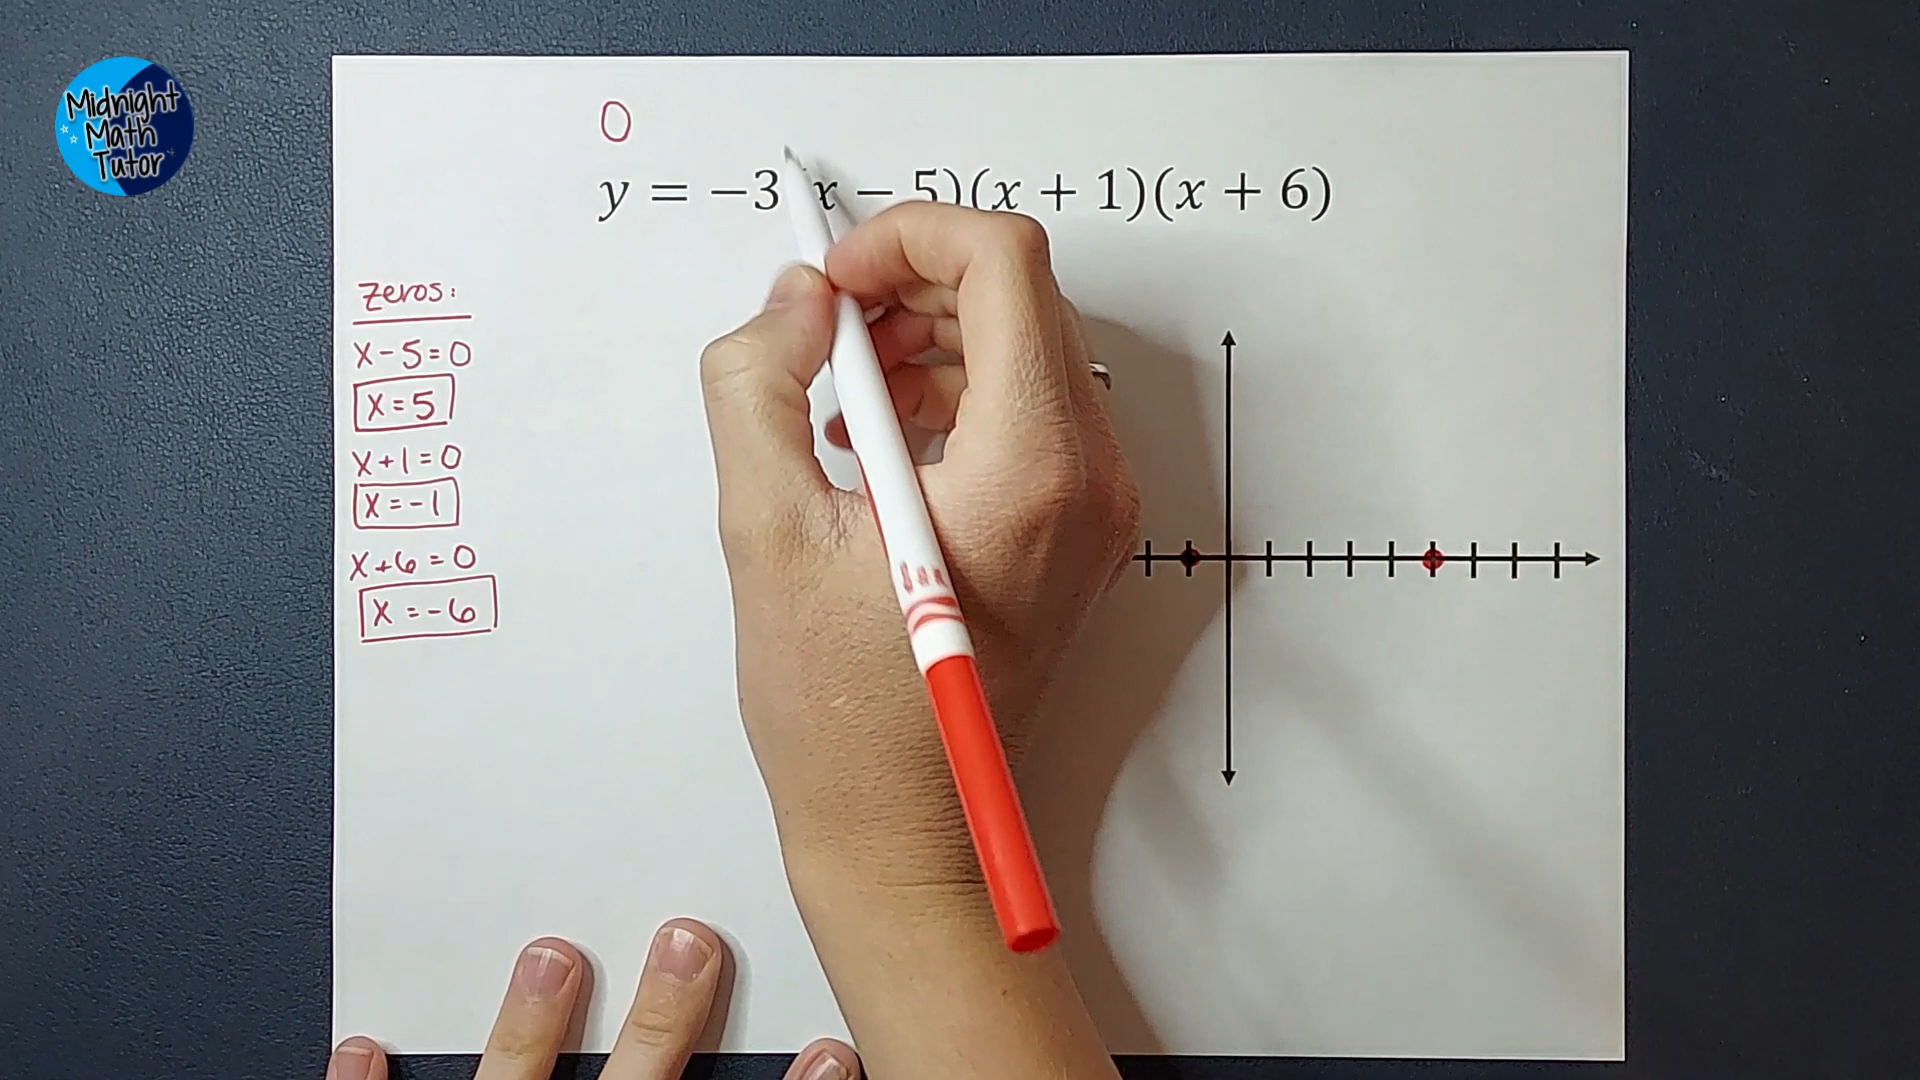 Midnight
Math
Tutor
0
y = −3(x − 5)(x + 1)(x + 6)
zeros:
x - 5 = 0
x = 5
x + 1 = 0
x = -1
x + 6 = 0
x = -6